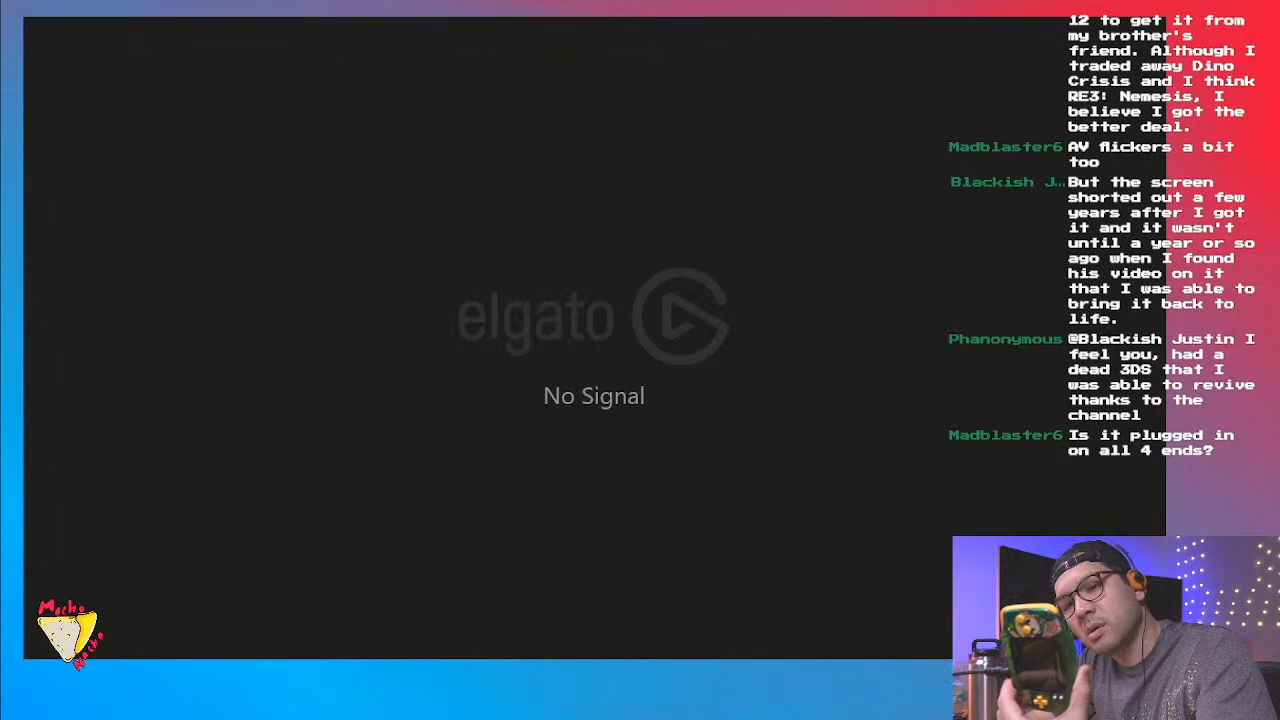 12 to get it from
my brother's
friend. Although I
traded away Dino
Crisis and I think
RE3: Nemesis, I
believe I got the
better deal.
Madblaster6 AV flickers a bit
too
Blackish J… But the screen
shorted out a few
years after I got
it and it wasn't
until a year or so
ago when I found
his video on it
that I was able to
bring it back to
life.
Phanonymous @Blackish Justin I
feel you, had a
dead 3DS that I
was able to revive
thanks to the
channel
Madblaster6 Is it plugged in
on all 4 ends?
elgato
No Signal
Macho
Nacho